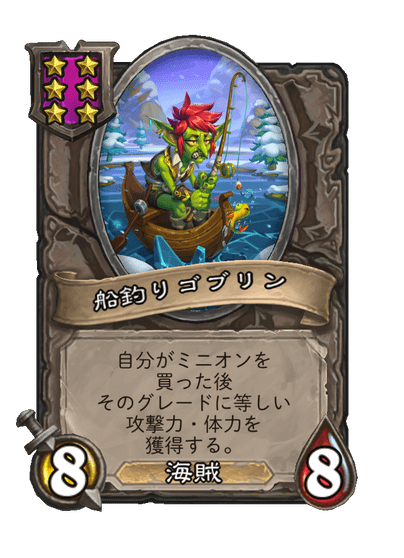 船釣りゴブリン
自分がミニオンを
買った後
そのグレードに等しい
攻撃力・体力を
獲得する。
海賊
8
8